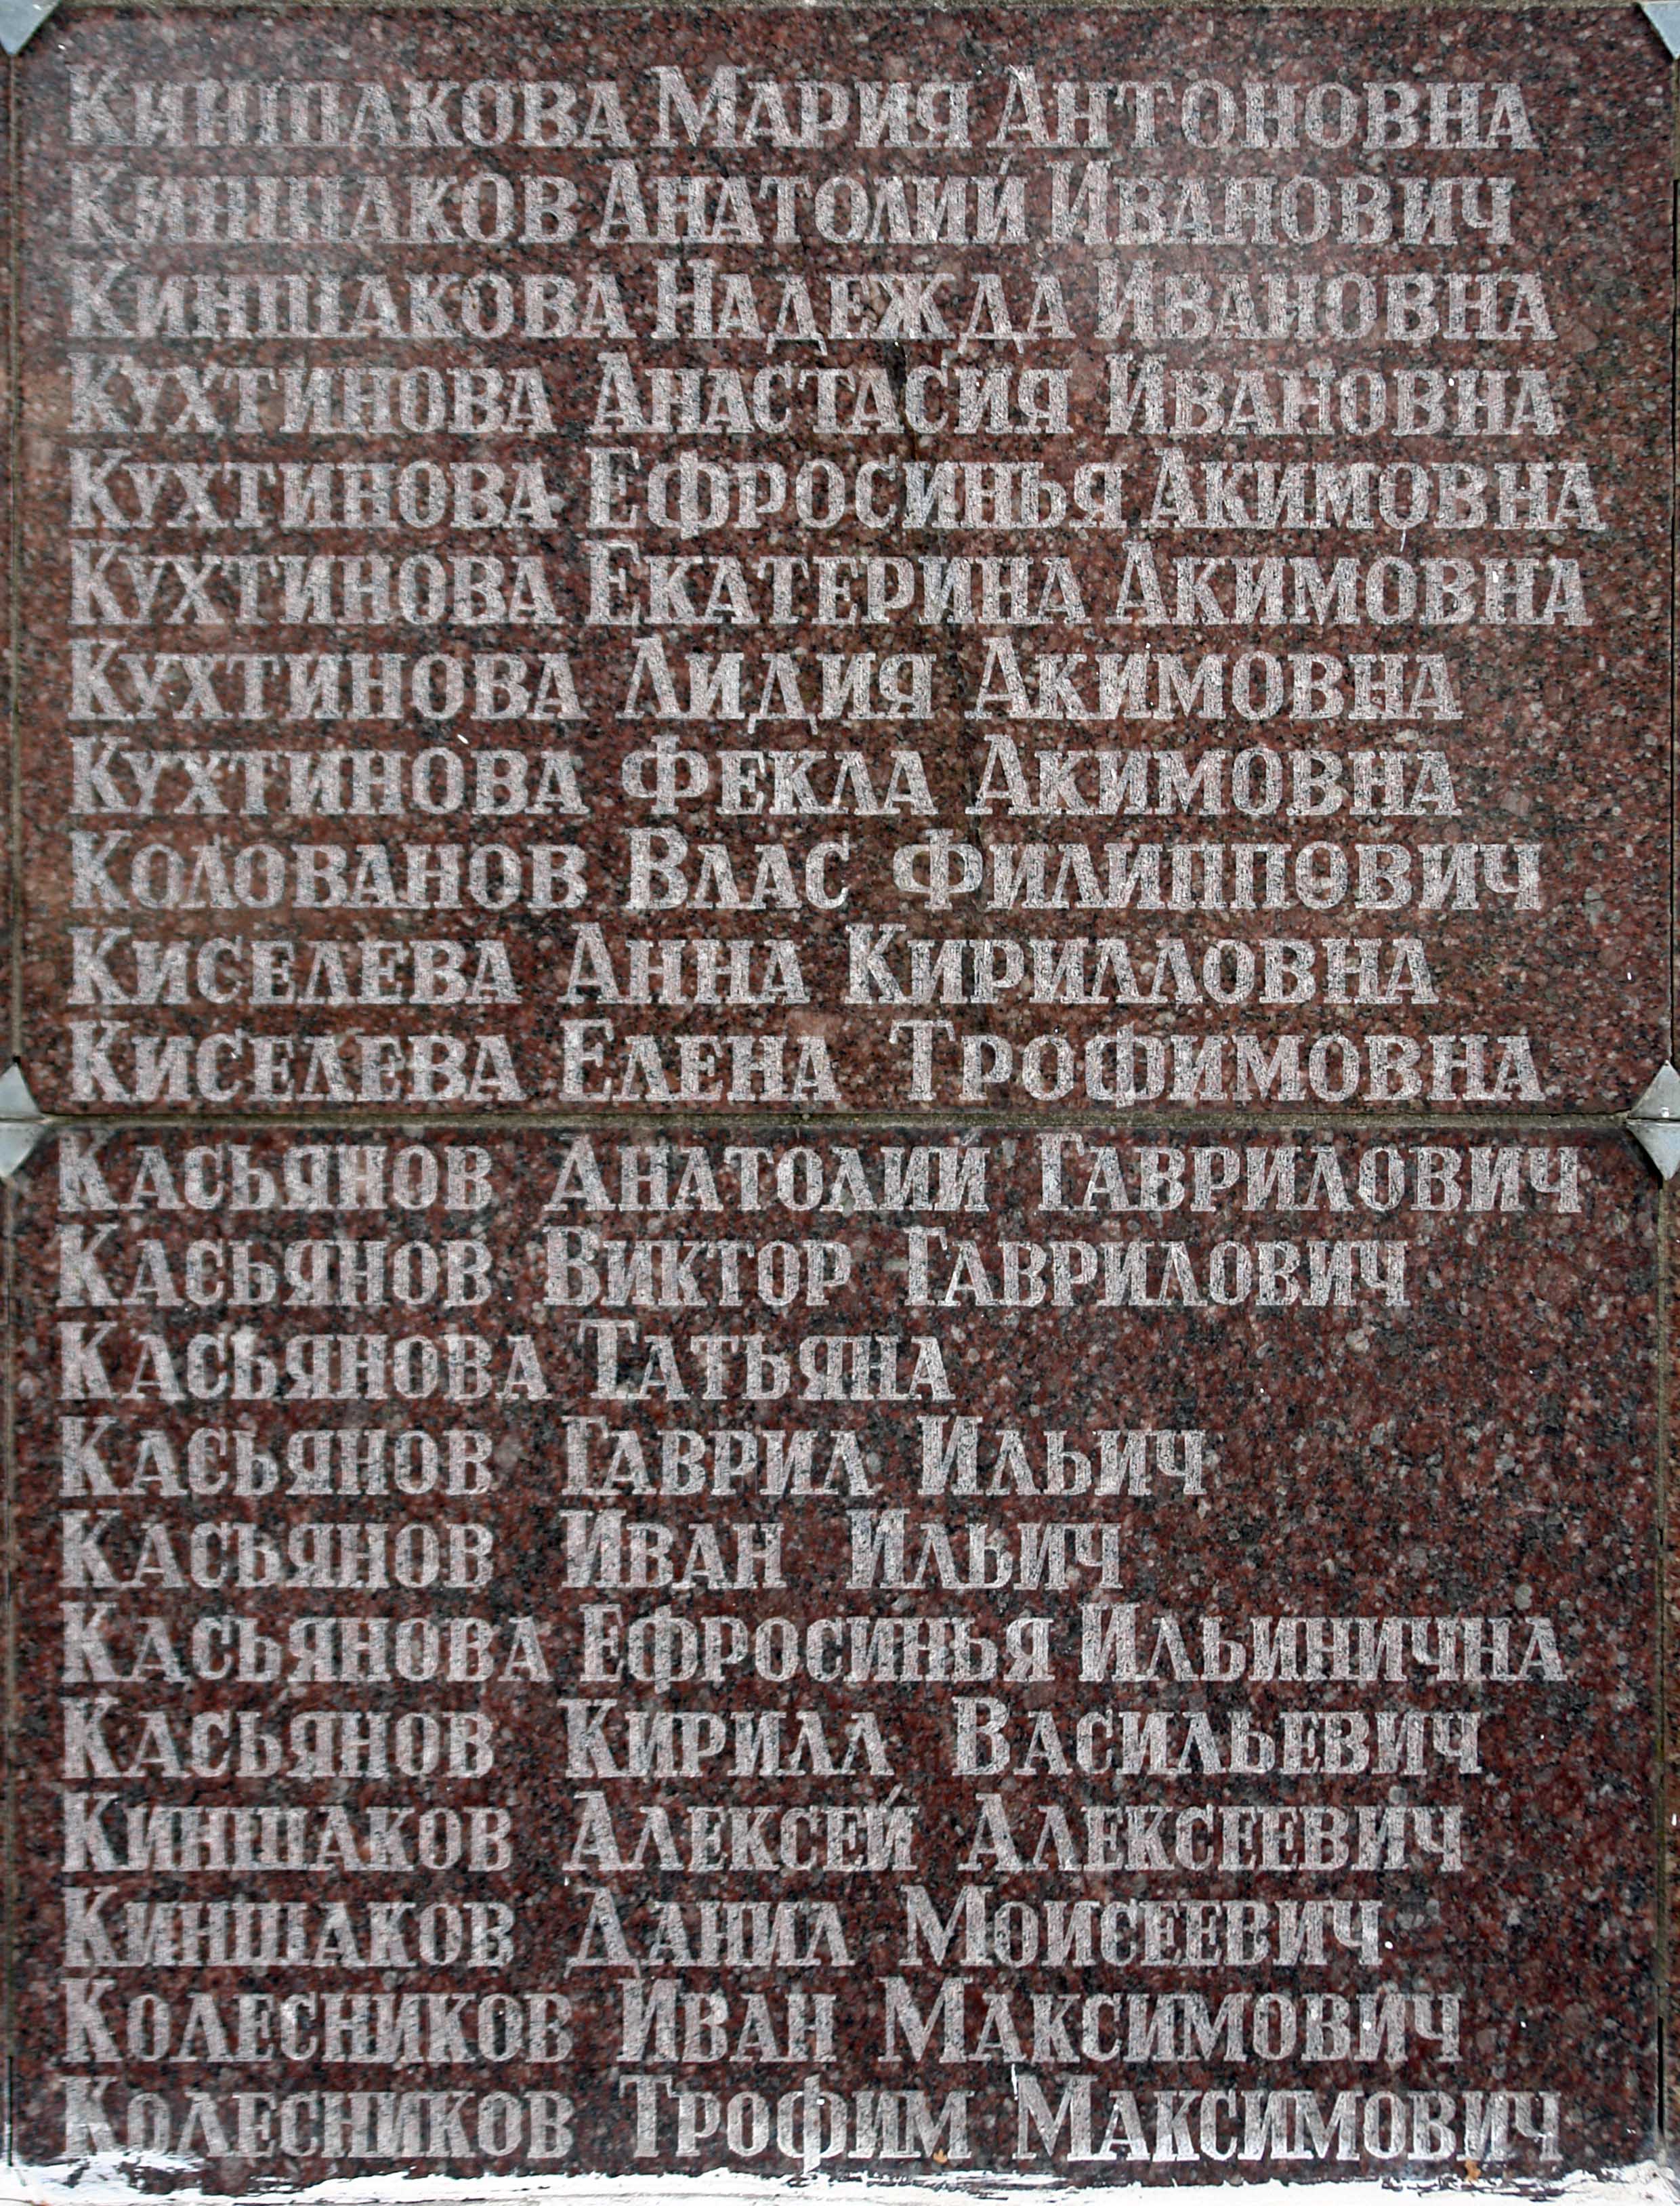 Киншакова Мария Антоновна
Киншаков Анатолий Иванович
Киншакова Надежда Ивановна
Кухтинова Анастасия Ивановна
Кухтинова Ефросинья Акимовна
Кухтинова Екатерина Акимовна
Кухтинова Лидия Акимовна
Кухтинова Фекла Акимовна
Колованов Влас Филиппович
Киселева Анна Кирилловна
Киселева Елена Трофимовна
Касьянов Анатолий Гаврилович
Касьянов Виктор Гаврилович
Касьянова Татьяна
Касьянов Гаврил Ильич
Касьянов Иван Ильич
Касьянова Ефросинья Ильинична
Касьянов Кирилл Васильевич
Киншаков Алексей Алексеевич
Киншаков Данил Моисеевич
Колесников Иван Максимович
Колесников Трофим Максимович